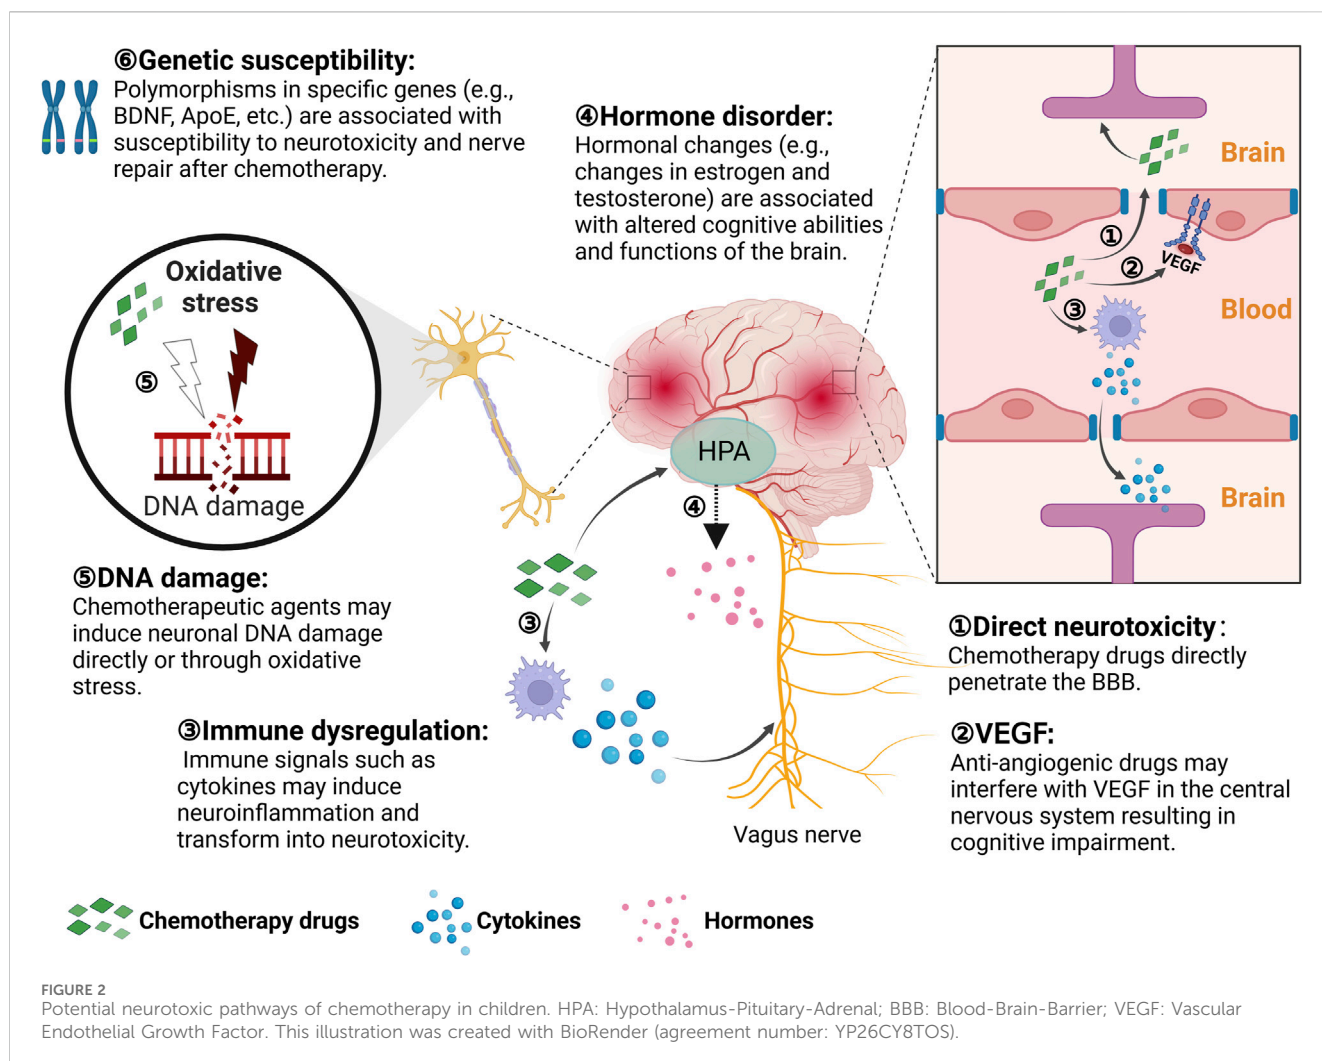 ⑥Genetic susceptibility:
Polymorphisms in specific genes (e.g.,
BDNF, ApoE, etc.) are associated with
susceptibility to neurotoxicity and nerve
repair after chemotherapy.
④Hormone disorder:
Hormonal changes (e.g.,
changes in estrogen and
testosterone) are associated
with altered cognitive abilities
and functions of the brain.
Brain
①
②
VEGF
③
Blood
Brain
Oxidative
stress
⑤
DNA damage
HPA
④
③
⑤DNA damage:
Chemotherapeutic agents may
induce neuronal DNA damage
directly or through oxidative
stress.
③Immune dysregulation:
Immune signals such as
cytokines may induce
neuroinflammation and
transform into neurotoxicity.
Vagus nerve
①Direct neurotoxicity:
Chemotherapy drugs directly
penetrate the BBB.
②VEGF:
Anti-angiogenic drugs may
interfere with VEGF in the central
nervous system resulting in
cognitive impairment.
Chemotherapy drugs
Cytokines
Hormones
FIGURE 2
Potential neurotoxic pathways of chemotherapy in children. HPA: Hypothalamus-Pituitary-Adrenal; BBB: Blood-Brain-Barrier; VEGF: Vascular
Endothelial Growth Factor. This illustration was created with BioRender (agreement number: YP26CY8TOS).